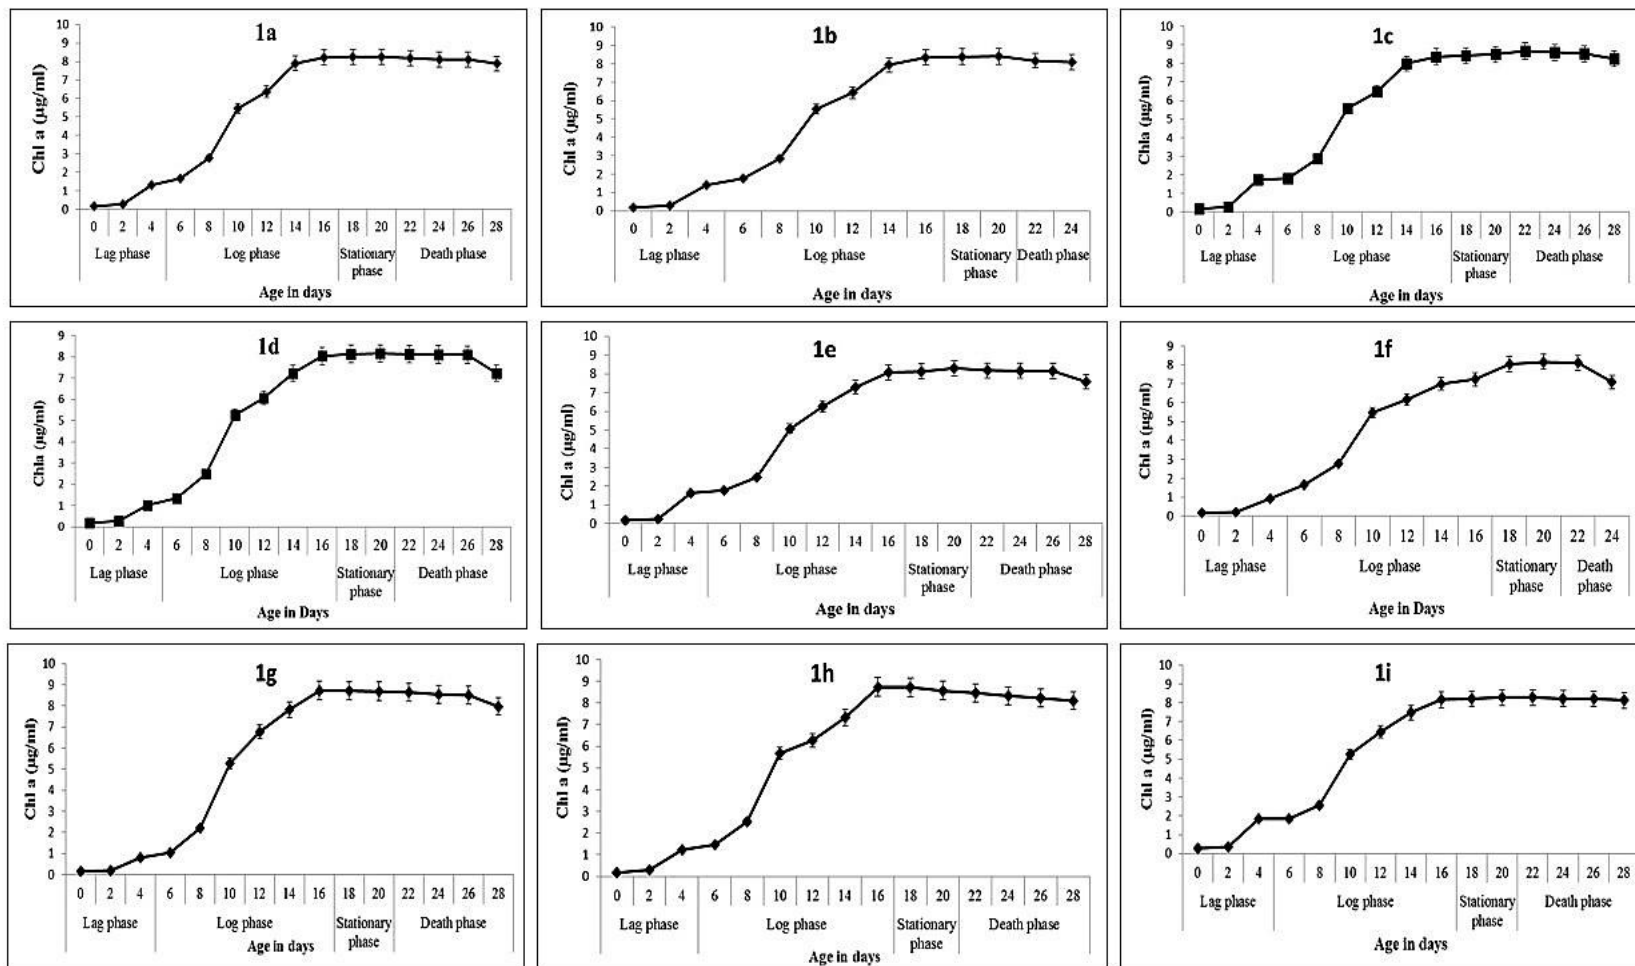 1a
Chl a (µg/ml)
10
9
8
7
6
5
4
3
2
1
0
0 2 4 6 8 10 12 14 16 18 20 22 24 26 28
Lag phase Log phase Stationary phase Death phase
Age in days
1b
Chl a (µg/ml)
10
9
8
7
6
5
4
3
2
1
0
0 2 4 6 8 10 12 14 16 18 20 22 24
Lag phase Log phase Stationary phase Death phase
Age in days
1c
Chla (µg/ml)
10
9
8
7
6
5
4
3
2
1
0
0 2 4 6 8 10 12 14 16 18 20 22 24 26 28
Lag phase Log phase Stationary phase Death phase
Age in days
1d
Chla (µg/ml)
9
8
7
6
5
4
3
2
1
0
0 2 4 6 8 10 12 14 16 18 20 22 24 26 28
Lag phase Log phase Stationary phase Death phase
Age in Days
1e
Chl a (µg/ml)
10
9
8
7
6
5
4
3
2
1
0
0 2 4 6 8 10 12 14 16 18 20 22 24 26 28
Lag phase Log phase Stationary phase Death phase
Age in days
1f
Chl a (µg/ml)
9
8
7
6
5
4
3
2
1
0
0 2 4 6 8 10 12 14 16 18 20 22 24
Lag phase Log phase Stationary phase Death phase
Age in Days
1g
Chl a (µg/ml)
10
9
8
7
6
5
4
3
2
1
0
0 2 4 6 8 10 12 14 16 18 20 22 24 26 28
Lag phase Log phase Stationary phase Death phase
Age in days
1h
Chl a (µg/ml)
10
9
8
7
6
5
4
3
2
1
0
0 2 4 6 8 10 12 14 16 18 20 22 24 26 28
Lag phase Log phase Stationary phase Death phase
Age in days
1i
Chl a (µg/ml)
10
9
8
7
6
5
4
3
2
1
0
0 2 4 6 8 10 12 14 16 18 20 22 24 26 28
Lag phase Log phase Stationary phase Death phase
Age in days